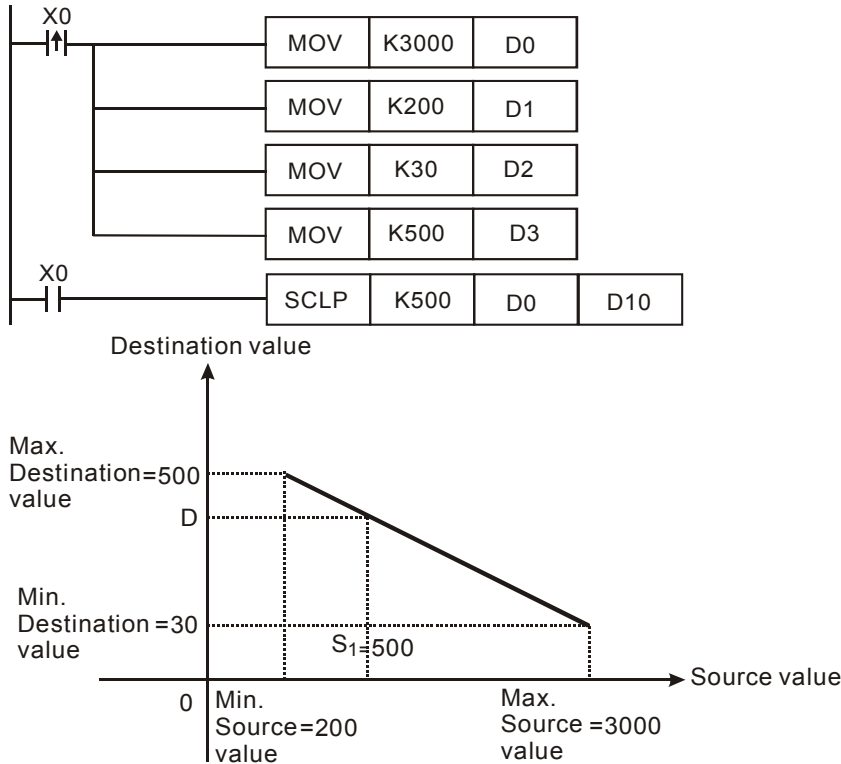 X0
MOV K3000 D0
MOV K200 D1
MOV K30 D2
MOV K500 D3
X0
SCLP K500 D0 D10
Destination value
Max.
Destination=500
value
D
Min.
Destination =30
value
S1=500
Source value
0
Min.
Source=200
value
Max.
Source =3000
value